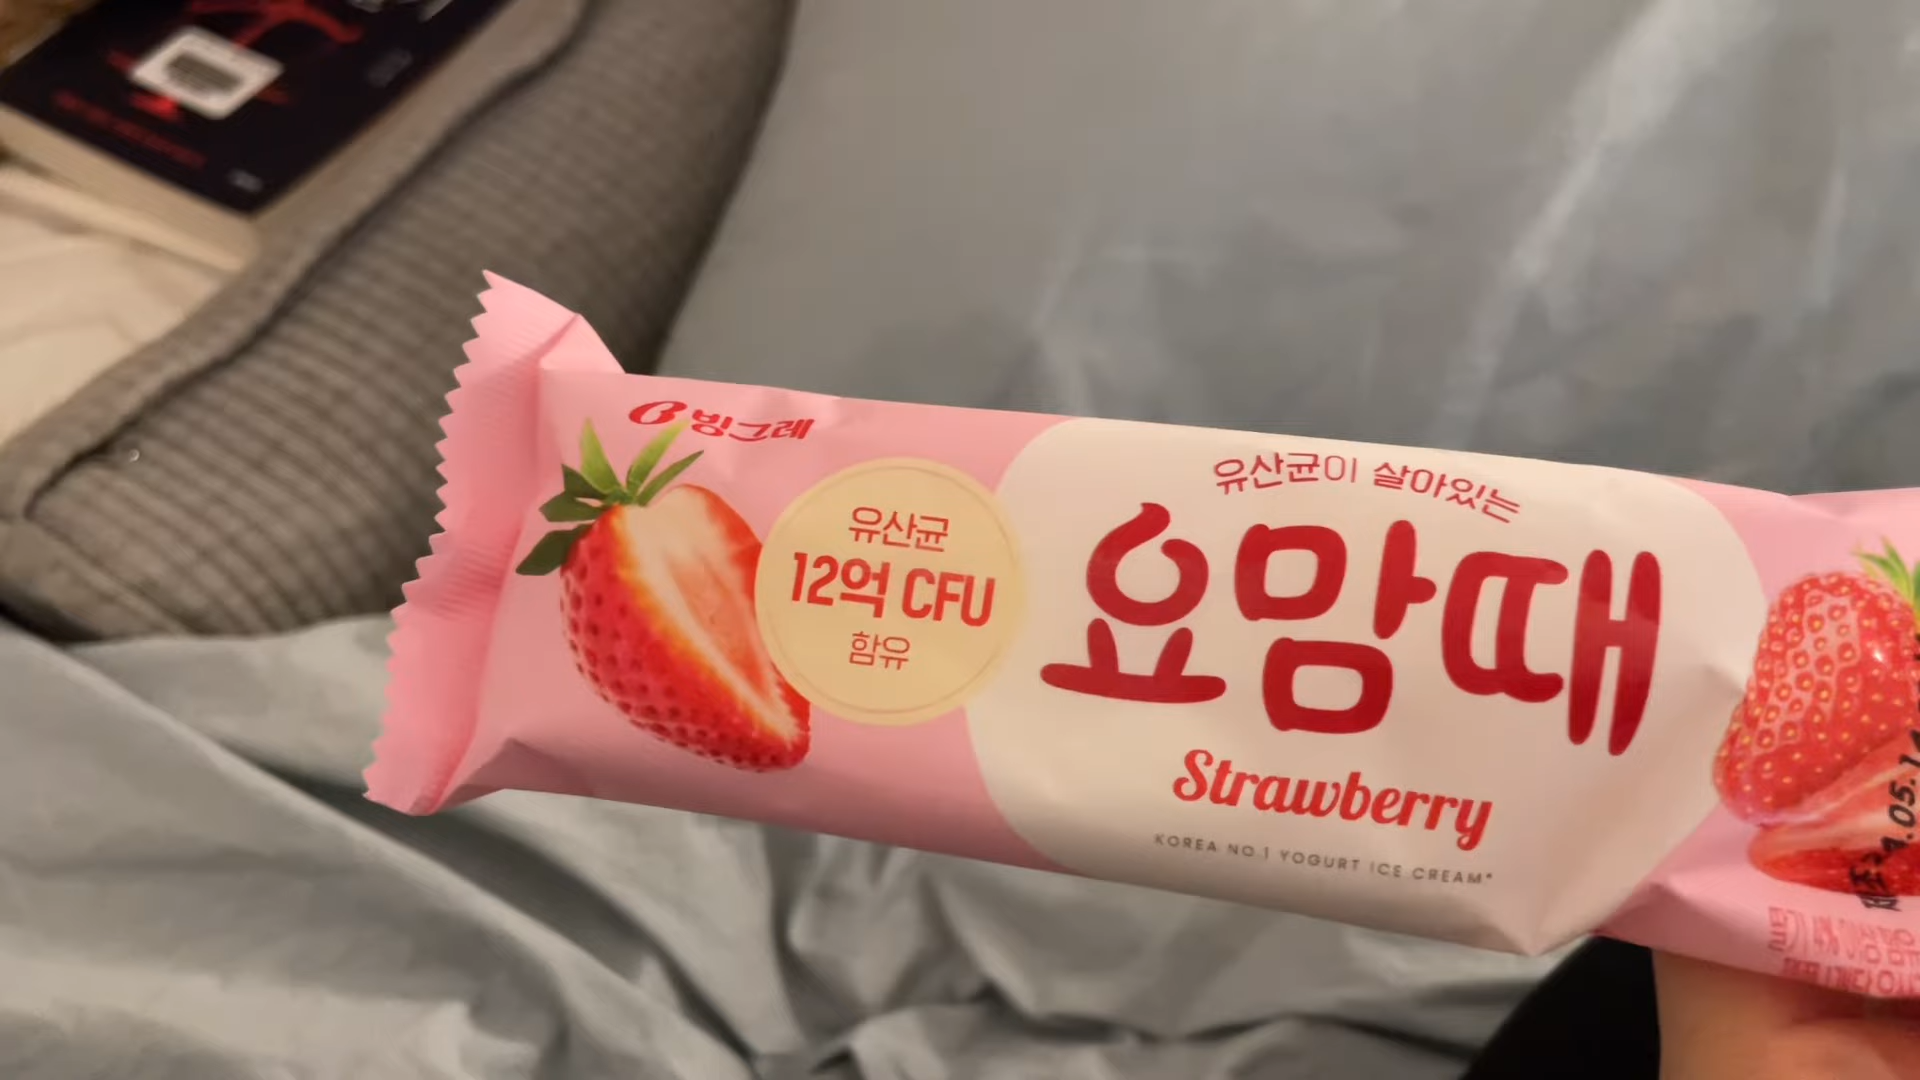 빙그레
유산균
12억 CFU
함유
유산균이 살아있는
요맘때
Strawberry
KOREA NO.1 YOGURT ICE CREAM*